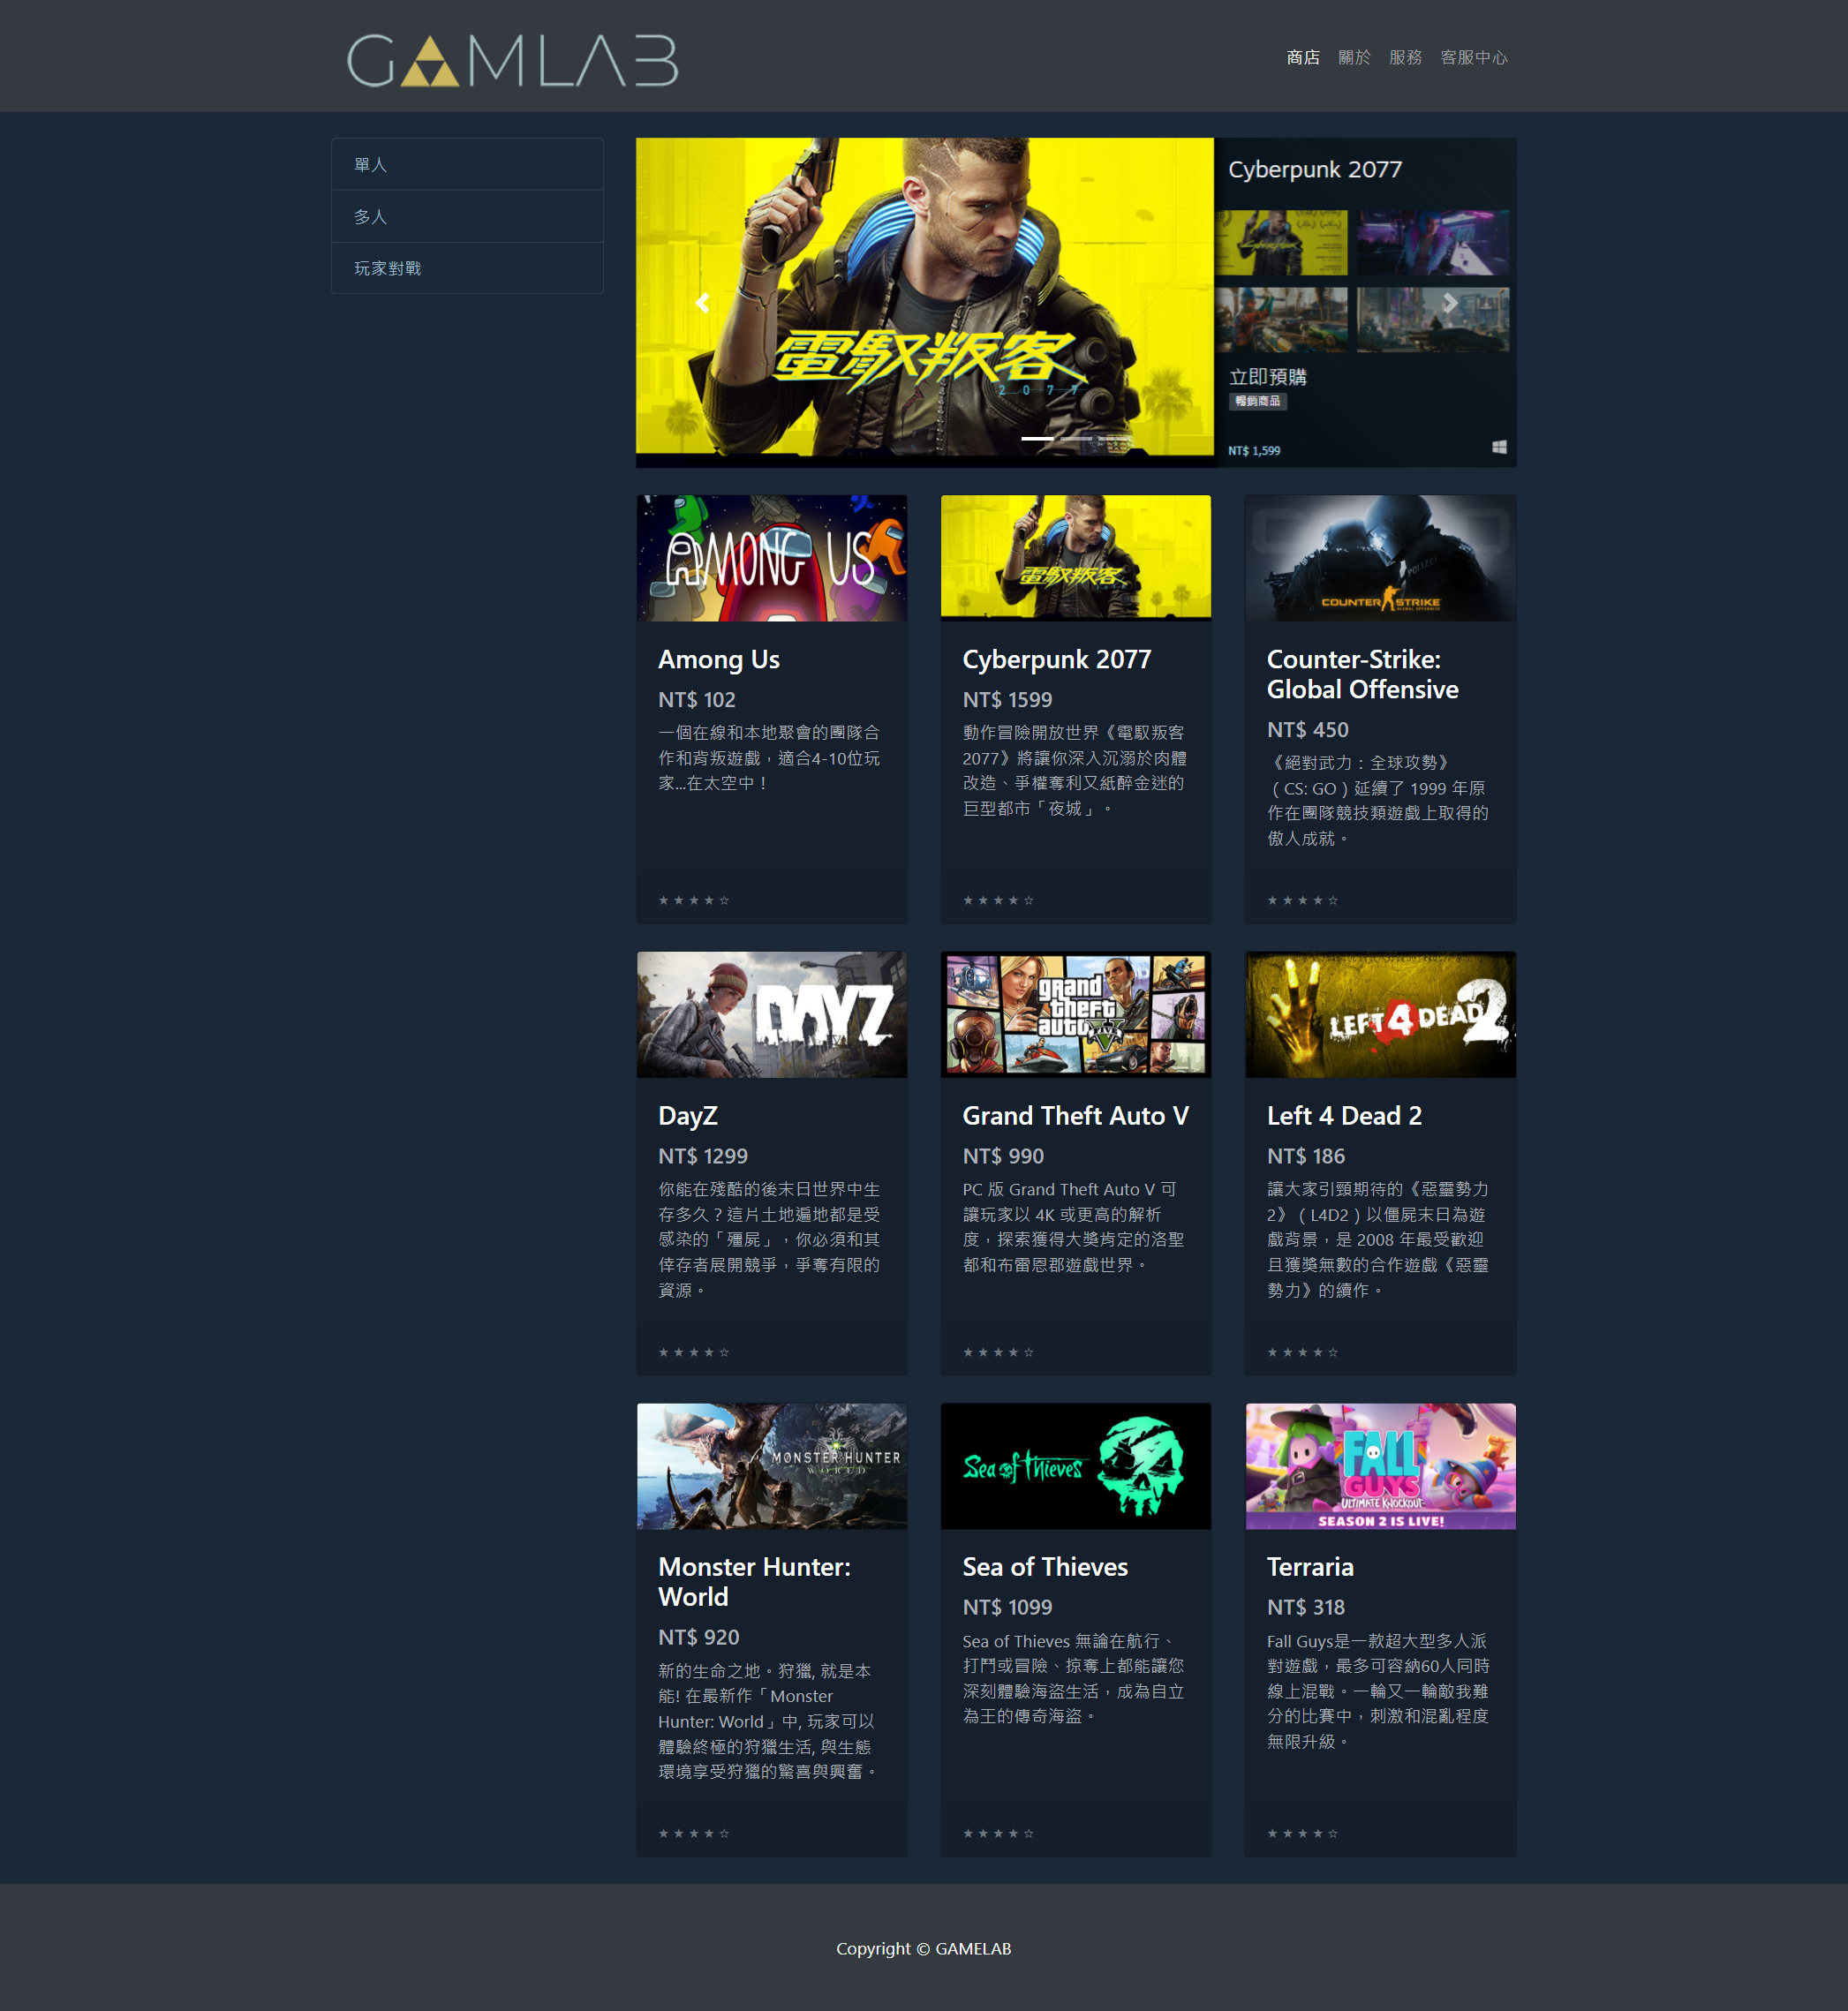 GAMLAB
商店 關於 服務 客服中心
單人
多人
玩家對戰
電馭叛客
2077
Cyberpunk 2077
立即預購
暢銷商品
NT$ 1,599
AMONG US
Among Us
NT$ 102
一個在線和本地聚會的團隊合
作和背叛遊戲，適合4-10位玩
家...在太空中！
★ ★ ★ ★ ☆
電馭叛客
Cyberpunk 2077
NT$ 1599
動作冒險開放世界《電馭叛客
2077》將讓你深入沉溺於肉體
改造、爭權奪利又紙醉金迷的
巨型都市「夜城」。
★ ★ ★ ★ ☆
POLIZEI
COUNTER STRIKE
GLOBAL OFFENSIVE
Counter-Strike:
Global Offensive
NT$ 450
《絕對武力：全球攻勢》
（CS: GO）延續了 1999 年原
作在團隊競技類遊戲上取得的
傲人成就。
★ ★ ★ ★ ☆
DAYZ
DayZ
NT$ 1299
你能在殘酷的後末日世界中生
存多久？這片土地遍地都是受
感染的「殭屍」，你必須和其
倖存者展開競爭，爭奪有限的
資源。
★ ★ ★ ★ ☆
grand
theft
auto V
FIVE
Grand Theft Auto V
NT$ 990
PC 版 Grand Theft Auto V 可
讓玩家以 4K 或更高的解析
度，探索獲得大獎肯定的洛聖
都和布雷恩郡遊戲世界。
★ ★ ★ ★ ☆
LEFT 4 DEAD 2
Left 4 Dead 2
NT$ 186
讓大家引頸期待的《惡靈勢力
2》（L4D2）以僵屍末日為遊
戲背景，是 2008 年最受歡迎
且獲獎無數的合作遊戲《惡靈
勢力》的續作。
★ ★ ★ ★ ☆
MONSTER HUNTER
WORLD
Monster Hunter:
World
NT$ 920
新的生命之地。狩獵, 就是本
能! 在最新作「Monster
Hunter: World」中, 玩家可以
體驗終極的狩獵生活, 與生態
環境享受狩獵的驚喜與興奮。
★ ★ ★ ★ ☆
Sea of Thieves
Sea of Thieves
NT$ 1099
Sea of Thieves 無論在航行、
打鬥或冒險、掠奪上都能讓您
深刻體驗海盜生活，成為自立
為王的傳奇海盜。
★ ★ ★ ★ ☆
FALL
GUYS
ULTIMATE KNOCKOUT
SEASON 2 IS LIVE!
Terraria
NT$ 318
Fall Guys是一款超大型多人派
對遊戲，最多可容納60人同時
線上混戰。一輪又一輪敵我難
分的比賽中，刺激和混亂程度
無限升級。
★ ★ ★ ★ ☆
Copyright © GAMELAB